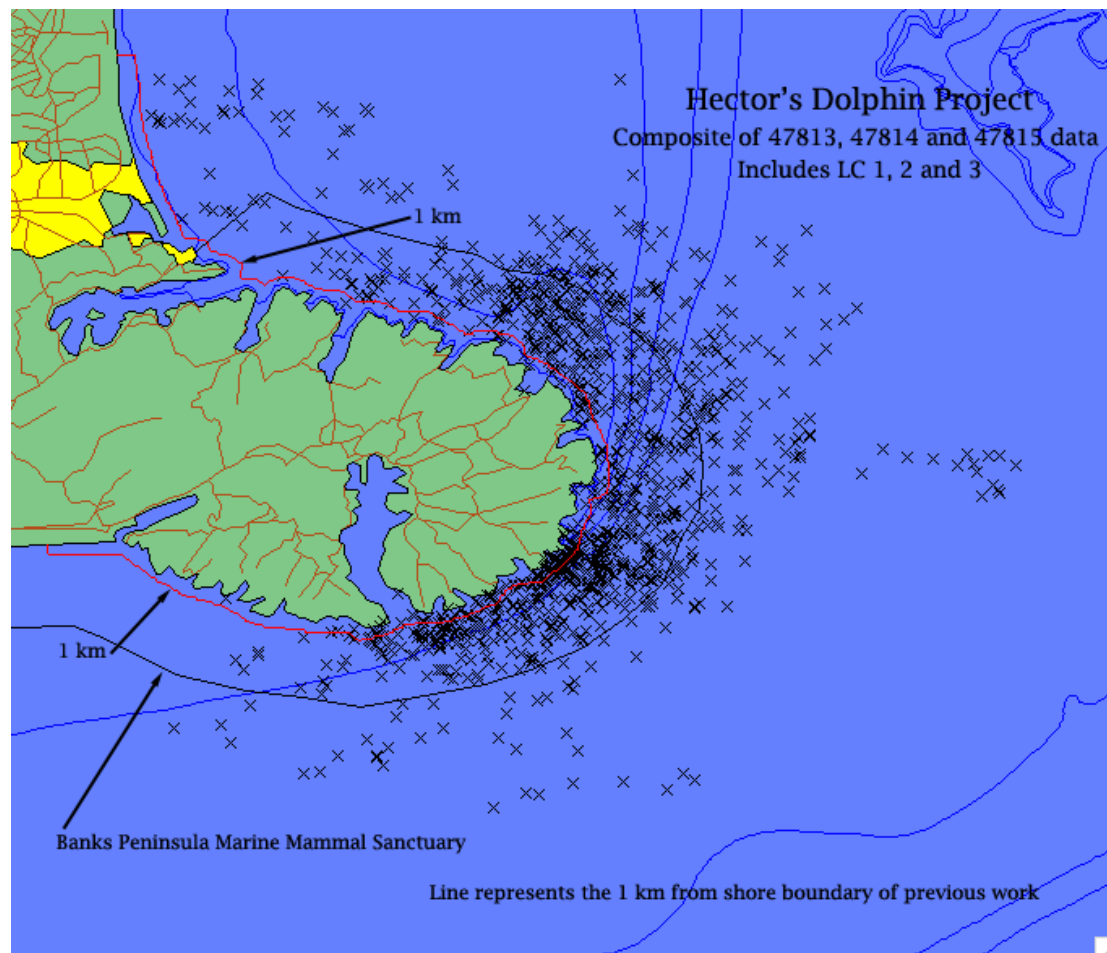 Hector's Dolphin Project
Composite of 47813, 47814 and 47815 data
Includes LC 1, 2 and 3
1 km
1 km
Banks Peninsula Marine Mammal Sanctuary
Line represents the 1 km from shore boundary of previous work